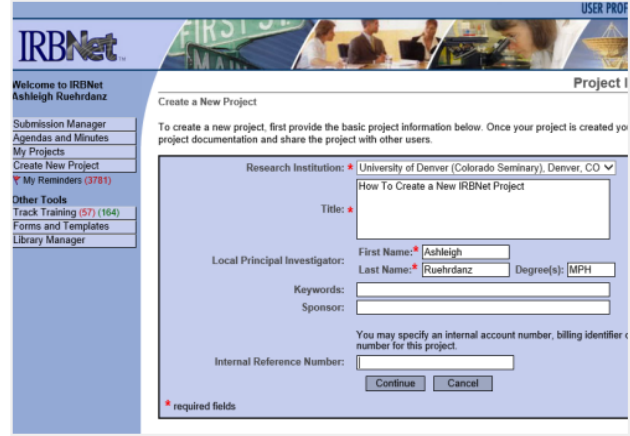 USER PROF
FIRST
IRBNet
Welcome to IRBNet
Ashleigh Ruehrdanz
Submission Manager
Agendas and Minutes
My Projects
Create New Project
My Reminders (3781)
Other Tools
Track Training (57) (164)
Forms and Templates
Library Manager
Project I
Create a New Project
To create a new project, first provide the basic project information below. Once your project is created you
project documentation and share the project with other users.
Research Institution: * University of Denver (Colorado Seminary), Denver, CO
Title: * How To Create a New IRBNet Project
Local Principal Investigator:
First Name:* Ashleigh
Last Name:* Ruehrdanz Degree(s): MPH
Keywords:
Sponsor:
You may specify an internal account number, billing identifier o
number for this project.
Internal Reference Number:
Continue Cancel
* required fields